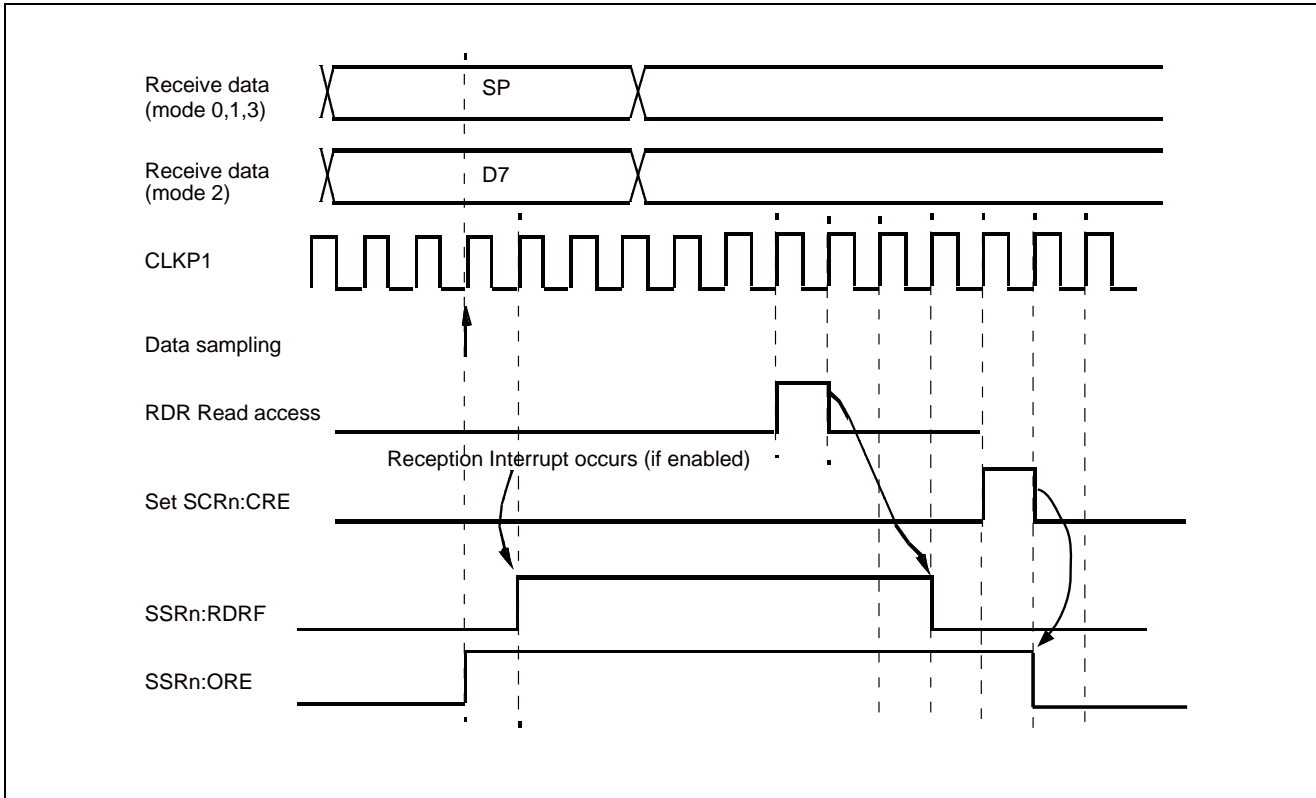 Receive data
(mode 0,1,3)
SP
Receive data
(mode 2)
D7
CLKP1
Data sampling
RDR Read access
Reception Interrupt occurs (if enabled)
Set SCRn:CRE
SSRn:RDRF
SSRn:ORE